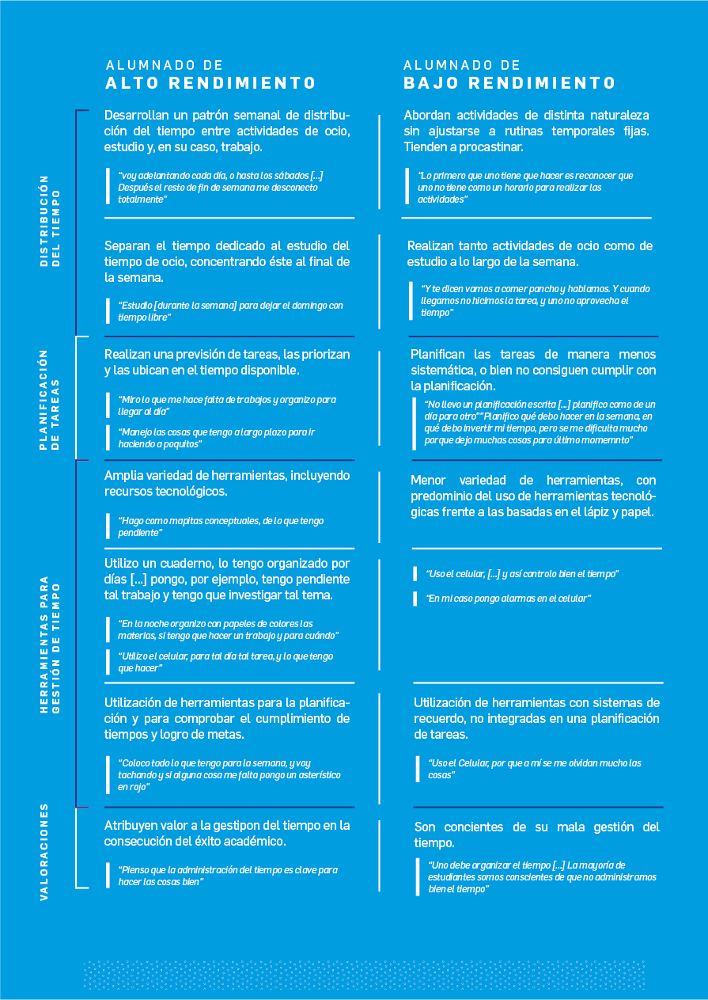 ALUMNADO DE
ALTO RENDIMIENTO
ALUMNADO DE
BAJO RENDIMIENTO
DISTRIBUCIÓN
DEL TIEMPO
Desarrollan un patrón semanal de distribu-
ción del tiempo entre actividades de ocio,
estudio y, en su caso, trabajo.
“voy adelantando cada día, o hasta los sábados [...]
Después el resto de fin de semana me desconecto
totalmente”
Abordan actividades de distinta naturaleza
sin ajustarse a rutinas temporales fijas.
Tienden a procastinar.
“Lo primero que uno tiene que hacer es reconocer que
uno no tiene como un horario para realizar las
actividades”
Separan el tiempo dedicado al estudio del
tiempo de ocio, concentrando éste al final de
la semana.
“Estudio [durante la semana] para dejar el domingo con
tiempo libre”
Realizan tanto actividades de ocio como de
estudio a lo largo de la semana.
“Y te dicen vamos a comer pancho y hablamos. Y cuando
llegamos no hicimos la tarea, y uno no aprovecha el
tiempo”
PLANIFICACIÓN
DE TAREAS
Realizan una previsión de tareas, las priorizan
y las ubican en el tiempo disponible.
“Miro lo que me hace falta de trabajos y organizo para
llegar al día”
“Manejo las cosas que tengo a largo plazo para ir
haciendo a poquitos”
Planifican las tareas de manera menos
sistemática, o bien no consiguen cumplir con
la planificación.
“No llevo un planificación escrita [...] planifico como de un
día para otro””Planifico qué debo hacer en la semana, en
qué debo invertir mi tiempo, pero se me dificulta mucho
porque dejo muchas cosas para último momemnto”
HERRAMIENTAS PARA
GESTIÓN DE TIEMPO
Amplia variedad de herramientas, incluyendo
recursos tecnológicos.
“Hago como mapitas conceptuales, de lo que tengo
pendiente”
Menor variedad de herramientas, con
predominio del uso de herramientas tecnoló-
gicas frente a las basadas en el lápiz y papel.
Utilizo un cuaderno, lo tengo organizado por
días [...] pongo, por ejemplo, tengo pendiente
tal trabajo y tengo que investigar tal tema.
“En la noche organizo con papeles de colores las
materias, si tengo que hacer un trabajo y para cuándo”
“Utilizo el celular, para tal día tal tarea, y lo que tengo
que hacer”
“Uso el celular, [...] y así controlo bien el tiempo”
“En mi caso pongo alarmas en el celular”
Utilización de herramientas para la planifica-
ción y para comprobar el cumplimiento de
tiempos y logro de metas.
“Coloco todo lo que tengo para la semana, y voy
tachando y si alguna cosa me falta pongo un asterístico
en rojo”
Utilización de herramientas con sistemas de
recuerdo, no integradas en una planificación
de tareas.
“Uso el Celular, por que a mí se me olvidan mucho las
cosas”
VALORACIONES
Atribuyen valor a la gestipon del tiempo en la
consecución del éxito académico.
“Pienso que la administración del tiempo es clave para
hacer las cosas bien”
Son concientes de su mala gestión del
tiempo.
“Uno debe organizar el tiempo [...] La mayoría de
estudiantes somos conscientes de que no administramos
bien el tiempo”